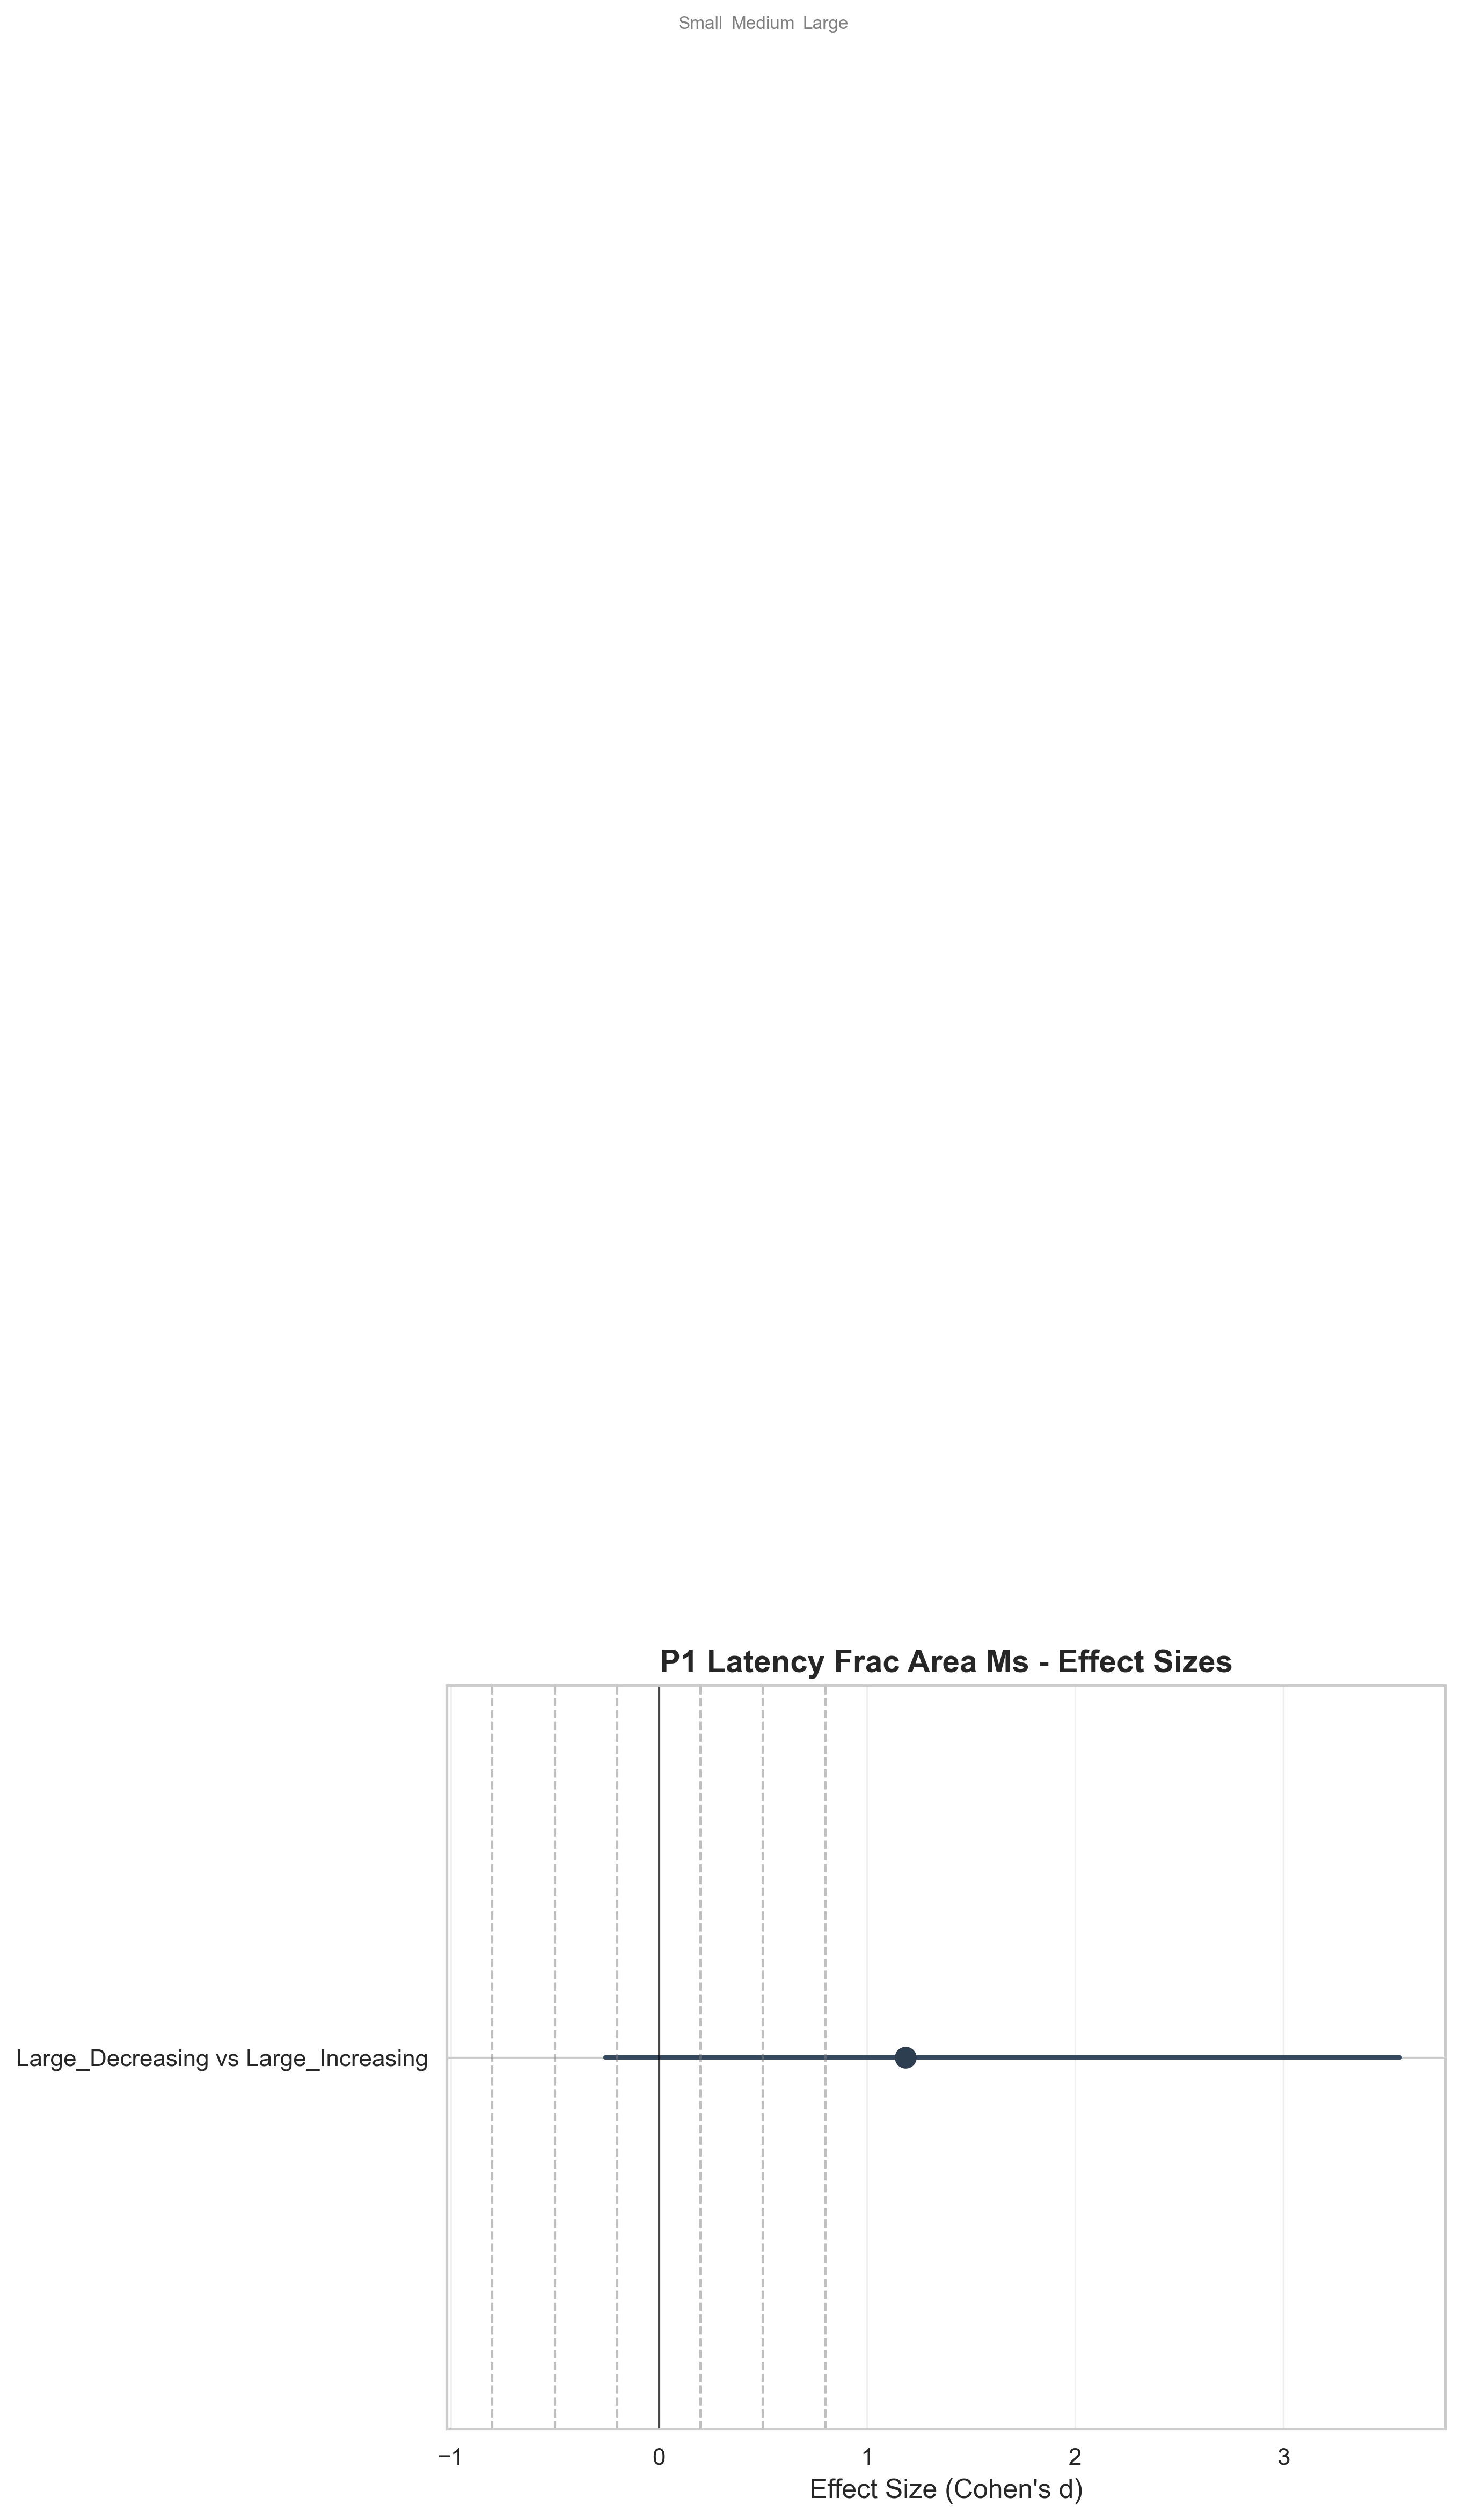 Small Medium Large
P1 Latency Frac Area Ms - Effect Sizes
Large_Decreasing vs Large_Increasing
−1 0 1 2 3
Effect Size (Cohen's d)